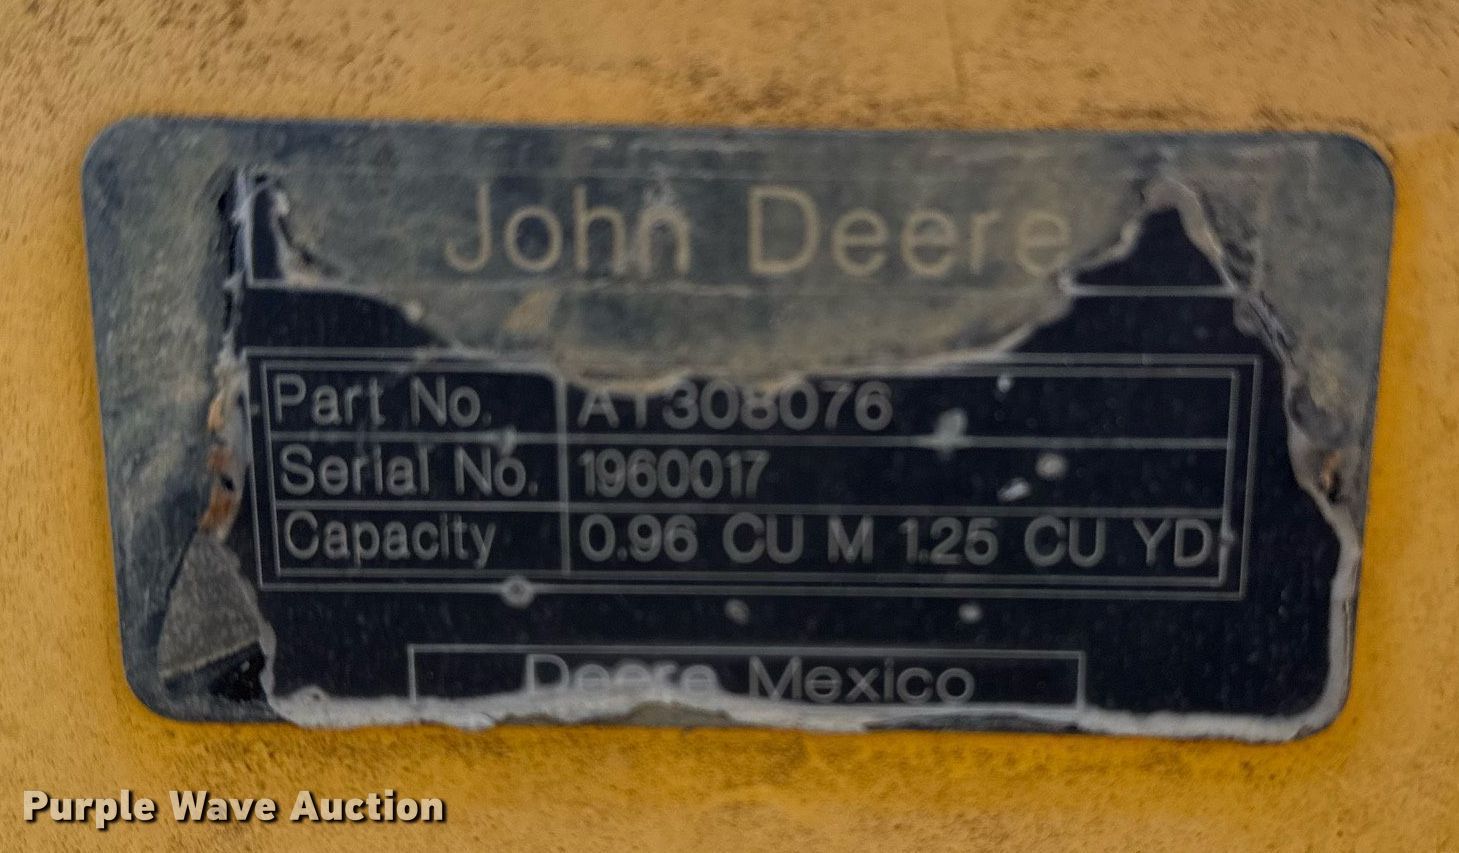 John Deere
Part No. AT308076
Serial No. 1960017
Capacity 0.96 CU M 1.25 CU YD
Deere Mexico
Purple Wave Auction